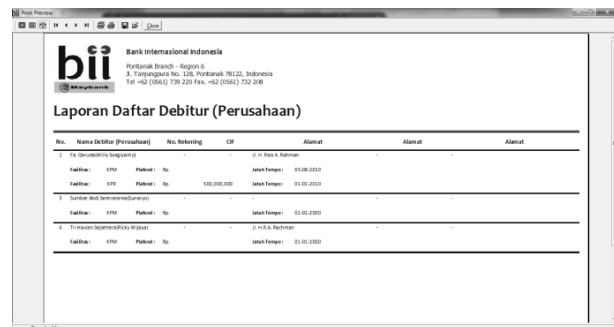 Print Preview
Close
bii
Maybank
Bank Internasional Indonesia
Pontianak Branch - Region 6
Jl. Tanjungpura No. 128, Pontianak 78122, Indonesia
Tel +62 (0561) 739 220 Fax. +62 (0561) 732 208
Laporan Daftar Debitur (Perusahaan)
No. Nama Debitur (Perusahaan) No. Rekening CIF Alamat Alamat Alamat
Fa. Garuda(Willy Sungiyanto) - - Jl. H. Rais A. Rahman - -
Fasilitas : KPM Plafond : Rp. Jatuh Tempo : 03-08-2010
Fasilitas : KPR Plafond : Rp. 500,000,000 Jatuh Tempo : 01-01-2010
3 Sumber Abdi Sentratama(Sunaryo) - - - - -
Fasilitas : KPM Plafond : Rp. Jatuh Tempo : 01-01-2000
4 Tri Havian Sejahtera(Ricky Wijaya) - - Jl. H.R.A. Rachman - -
Fasilitas : KPM Plafond : Rp. Jatuh Tempo : 01-01-2000